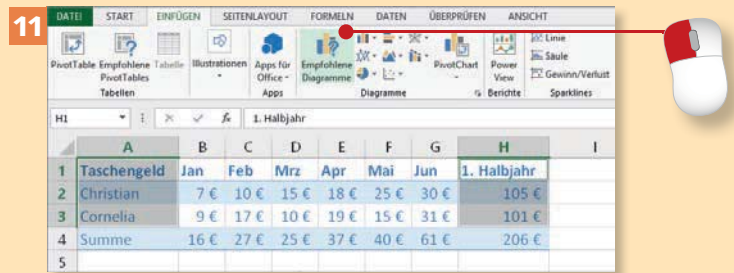 11
DATEI START EINFÜGEN SEITENLAYOUT FORMELN DATEN ÜBERPRÜFEN ANSICHT
PivotTable Empfohlene PivotTables Tabelle
Tabellen
Illustrationen
Apps für Office
Apps
Empfohlene Diagramme
PivotChart
Diagramme
Power View
Berichte
Linie
Säule
Gewinn/Verlust
Sparklines
H1 fx 1. Halbjahr
A B C D E F G H I
1 Taschengeld Jan Feb Mrz Apr Mai Jun 1. Halbjahr
2 Christian 7 € 10 € 15 € 18 € 25 € 30 € 105 €
3 Cornelia 9 € 17 € 10 € 19 € 15 € 31 € 101 €
4 Summe 16 € 27 € 25 € 37 € 40 € 61 € 206 €
5